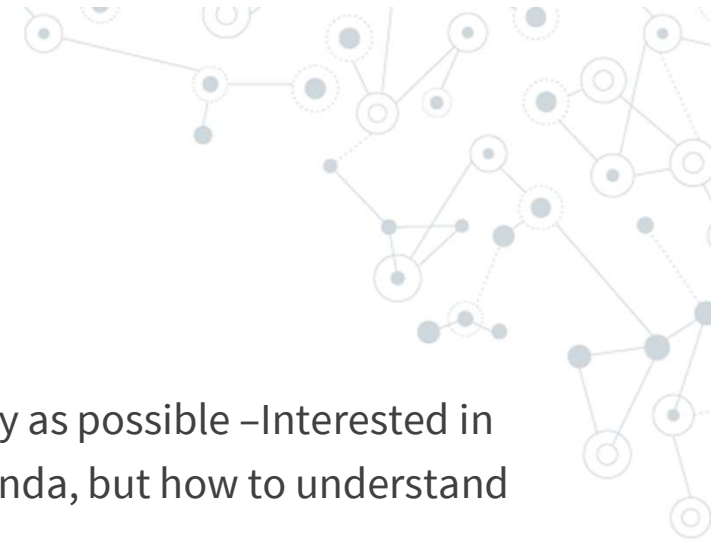 y as possible –Interested in
nda, but how to understand